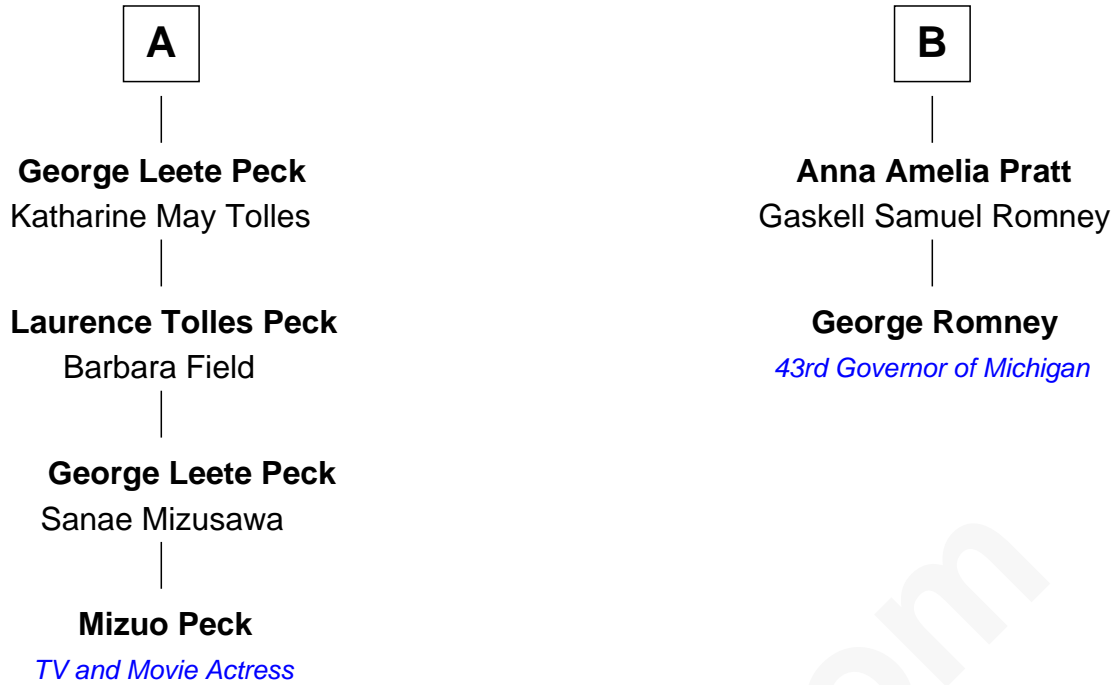 A
George Leete Peck
Katharine May Tolles
Laurence Tolles Peck
Barbara Field
George Leete Peck
Sanae Mizusawa
Mizuo Peck
TV and Movie Actress
B
Anna Amelia Pratt
Gaskell Samuel Romney
George Romney
43rd Governor of Michigan
om